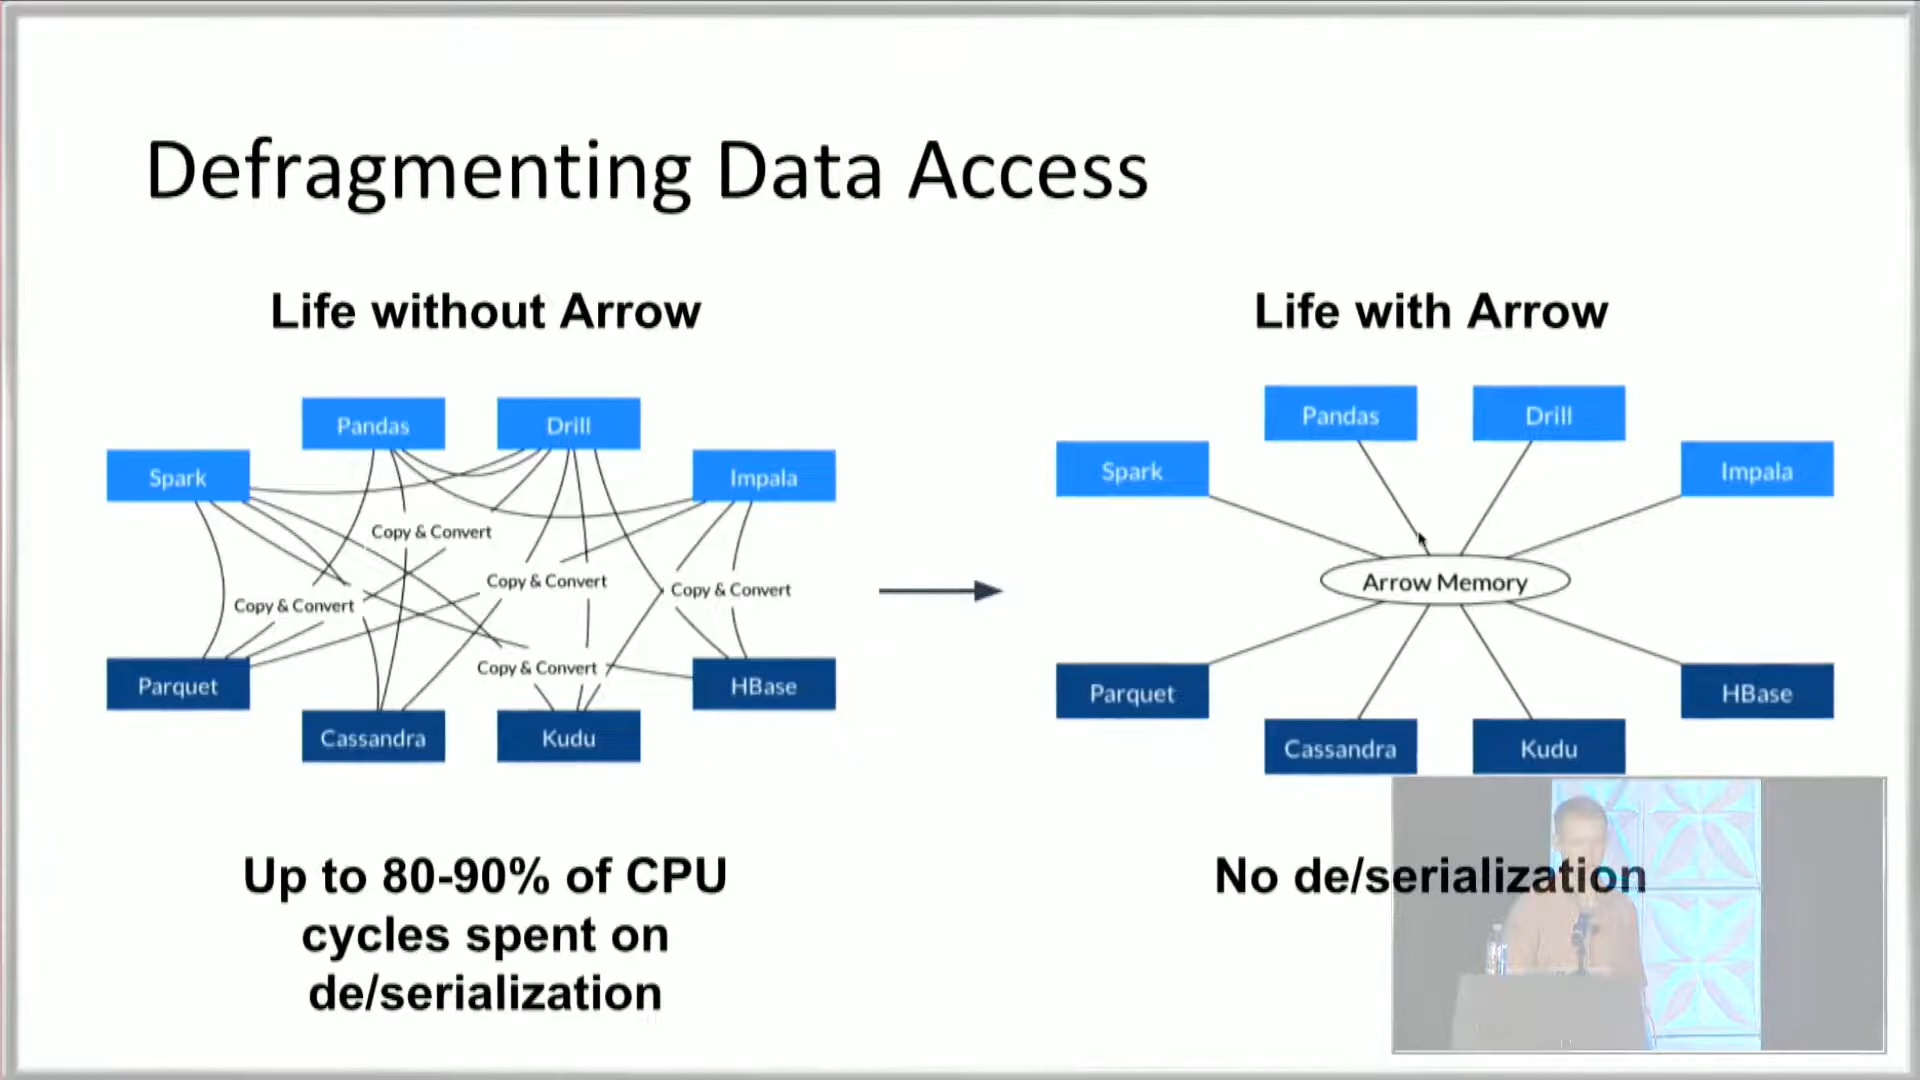 Defragmenting Data Access
Life without Arrow
Pandas
Drill
Spark
Impala
Copy & Convert
Copy & Convert
Copy & Convert
Copy & Convert
Copy & Convert
Parquet
HBase
Cassandra
Kudu
Up to 80-90% of CPU
cycles spent on
de/serialization
Life with Arrow
Pandas
Drill
Spark
Impala
Arrow Memory
Parquet
HBase
Cassandra
Kudu
No de/serialization